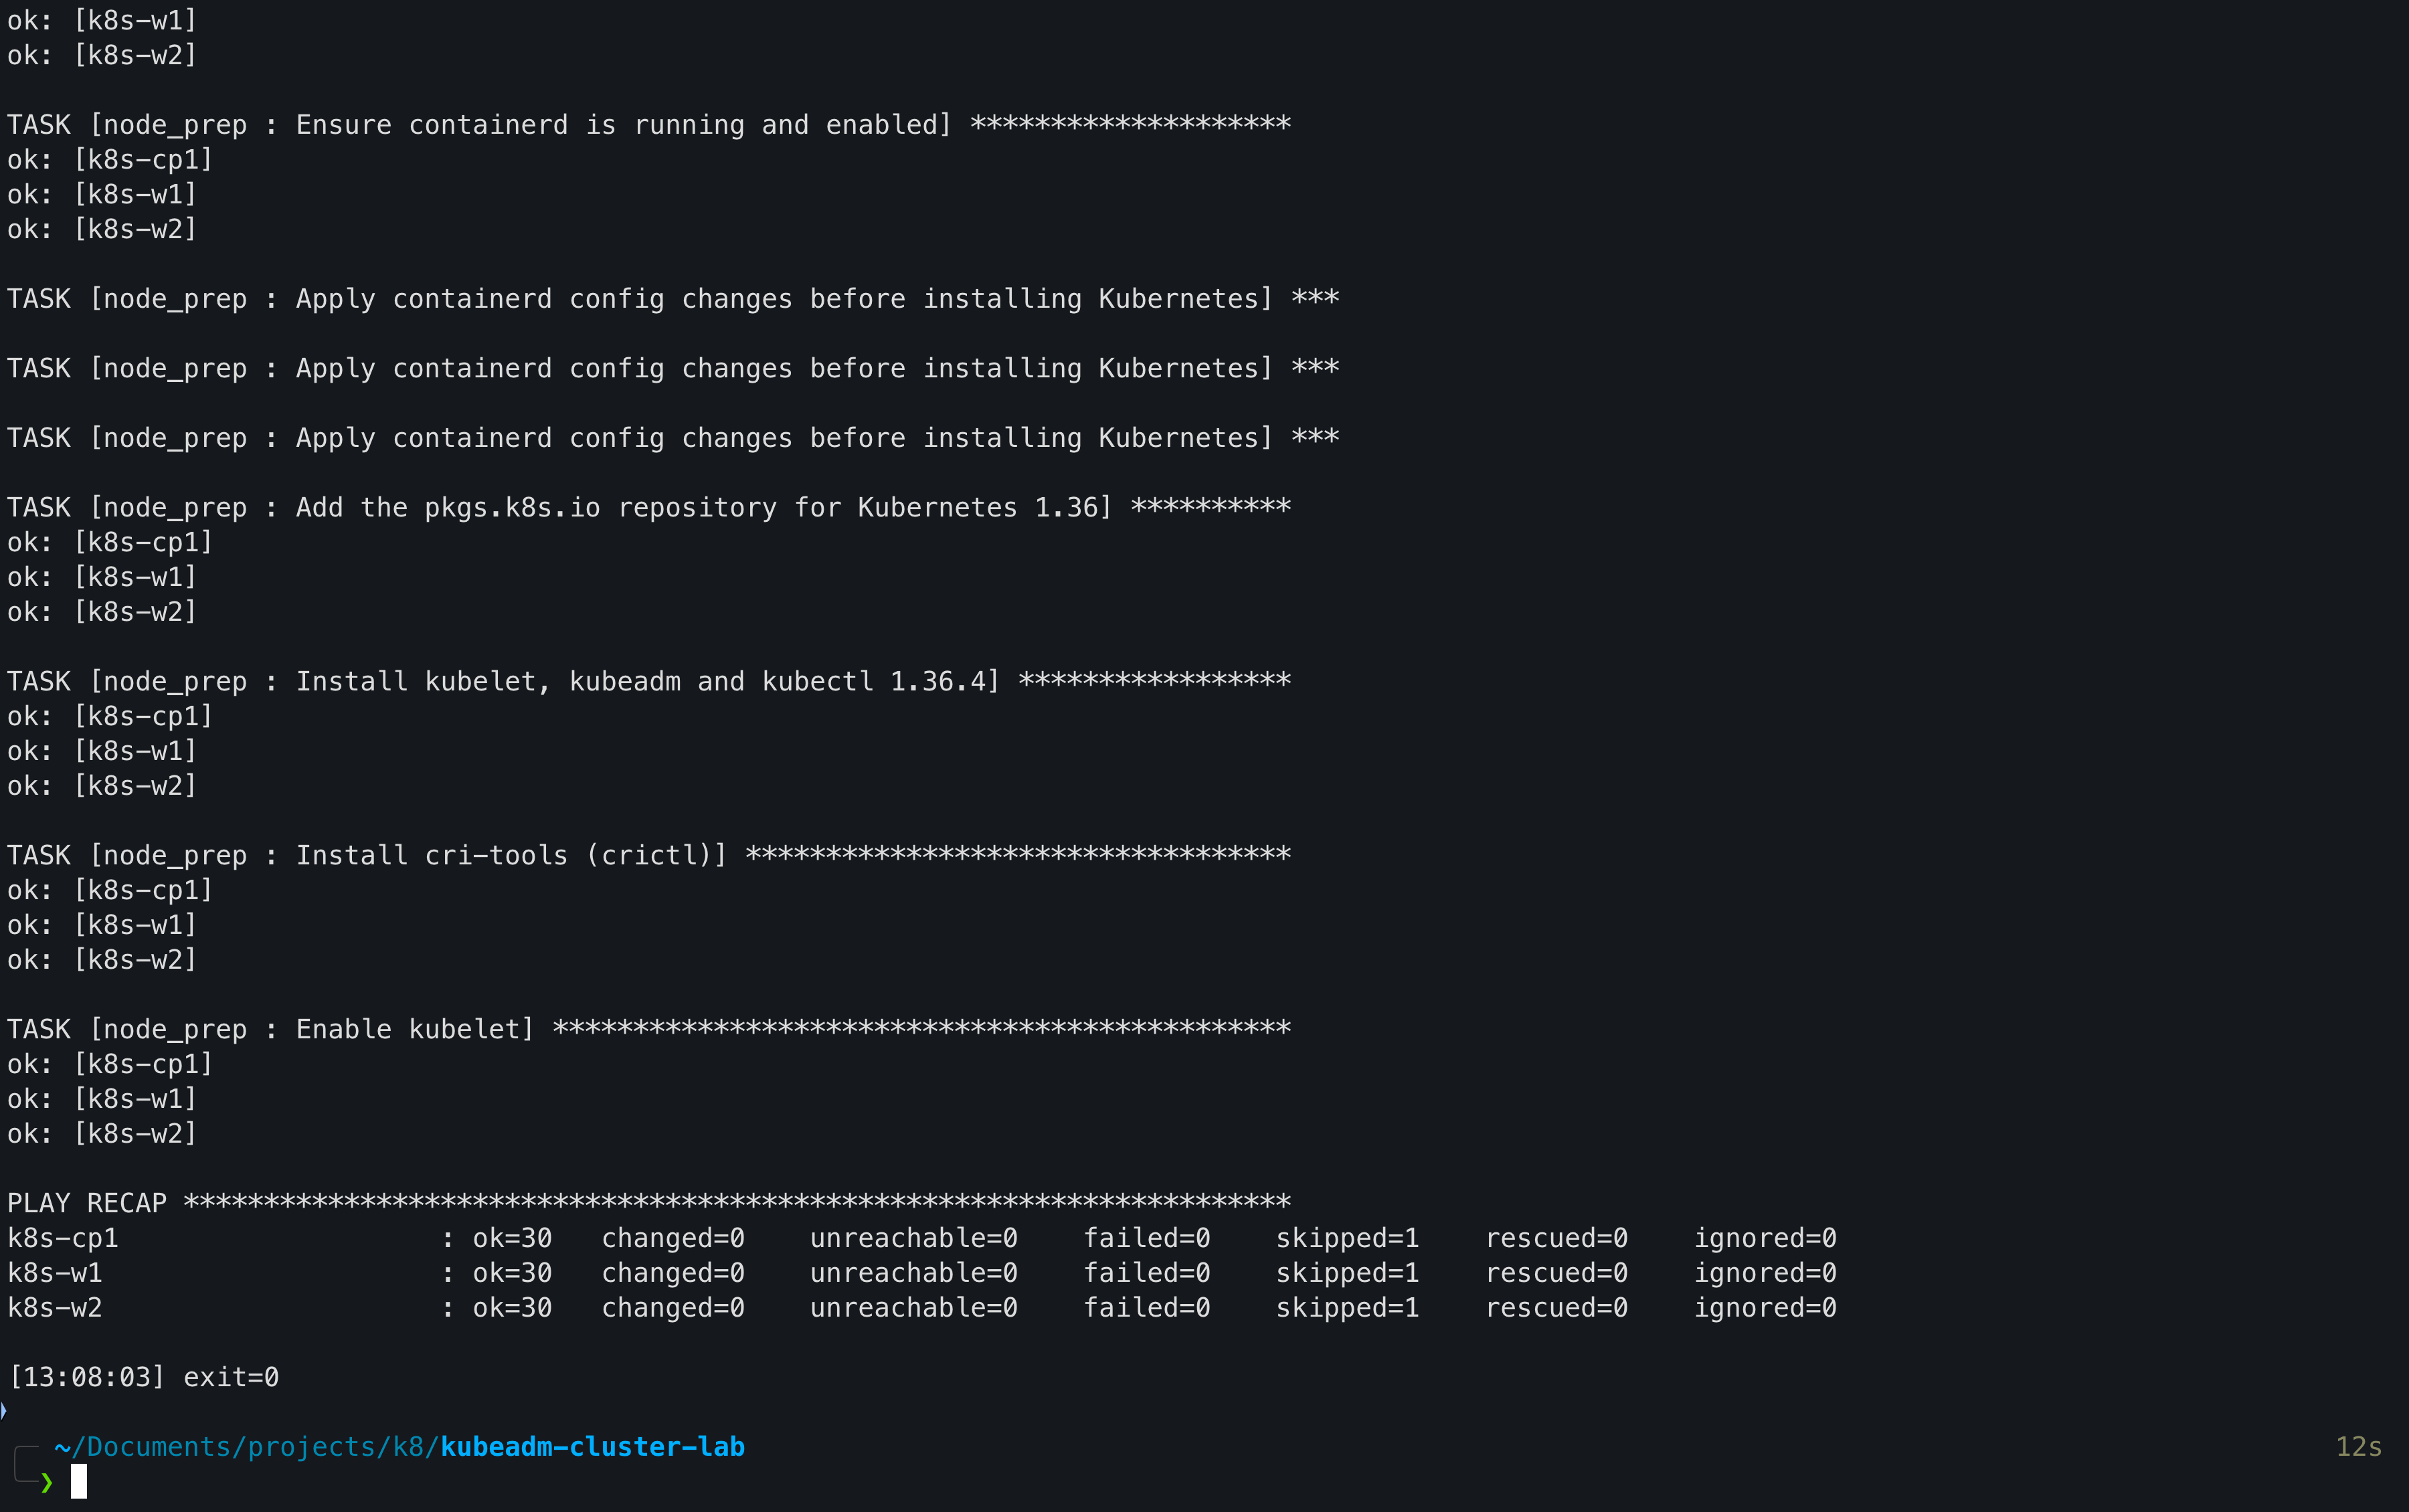 ok: [k8s-w1]
ok: [k8s-w2]

TASK [node_prep : Ensure containerd is running and enabled] ********************
ok: [k8s-cp1]
ok: [k8s-w1]
ok: [k8s-w2]

TASK [node_prep : Apply containerd config changes before installing Kubernetes] ***

TASK [node_prep : Apply containerd config changes before installing Kubernetes] ***

TASK [node_prep : Apply containerd config changes before installing Kubernetes] ***

TASK [node_prep : Add the pkgs.k8s.io repository for Kubernetes 1.36] **********
ok: [k8s-cp1]
ok: [k8s-w1]
ok: [k8s-w2]

TASK [node_prep : Install kubelet, kubeadm and kubectl 1.36.4] *****************
ok: [k8s-cp1]
ok: [k8s-w1]
ok: [k8s-w2]

TASK [node_prep : Install cri-tools (crictl)] **********************************
ok: [k8s-cp1]
ok: [k8s-w1]
ok: [k8s-w2]

TASK [node_prep : Enable kubelet] **********************************************
ok: [k8s-cp1]
ok: [k8s-w1]
ok: [k8s-w2]

PLAY RECAP *********************************************************************
k8s-cp1                    : ok=30   changed=0    unreachable=0    failed=0    skipped=1    rescued=0    ignored=0
k8s-w1                     : ok=30   changed=0    unreachable=0    failed=0    skipped=1    rescued=0    ignored=0
k8s-w2                     : ok=30   changed=0    unreachable=0    failed=0    skipped=1    rescued=0    ignored=0

[13:08:03] exit=0

~/Documents/projects/k8/kubeadm-cluster-lab 12s
❯